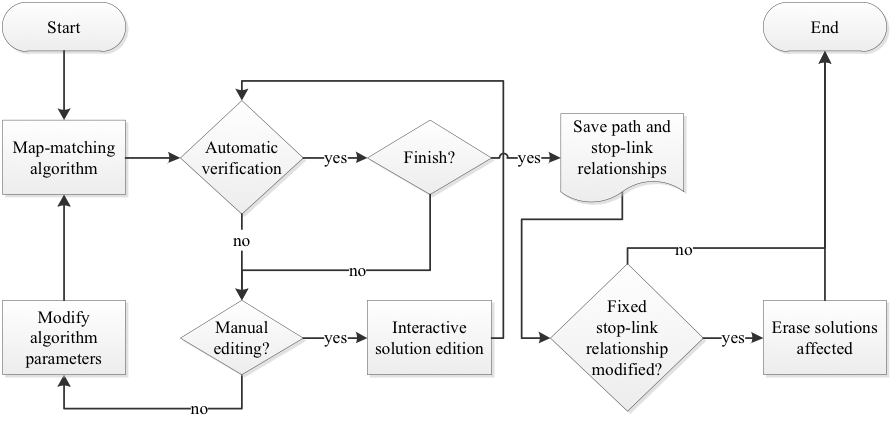 Start
End
Map-matching
algorithm
Automatic
verification
yes
Finish?
yes
Save path and
stop-link
relationships
no
no
no
Modify
algorithm
parameters
Manual
editing?
yes
Interactive
solution edition
Fixed
stop-link
relationship
modified?
yes
Erase solutions
affected
no